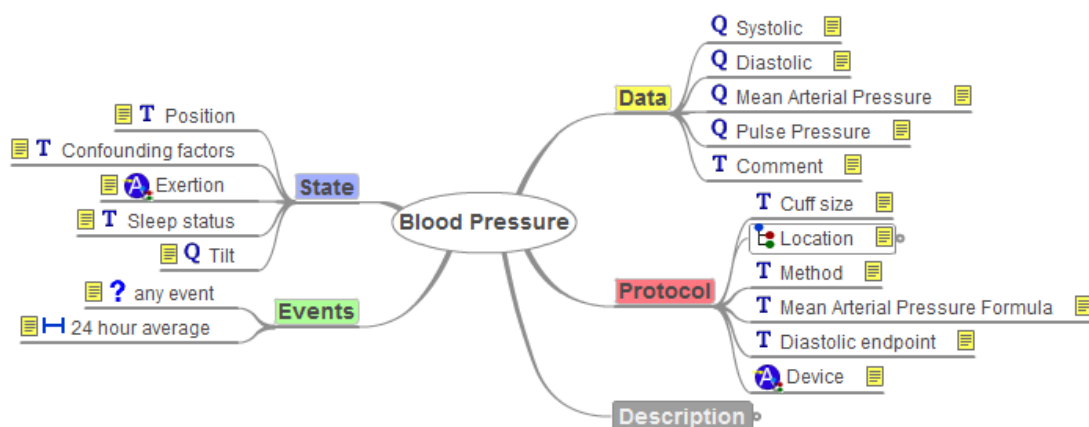 Blood Pressure
Data
Q Systolic
Q Diastolic
Q Mean Arterial Pressure
Q Pulse Pressure
T Comment
Protocol
T Cuff size
Location
T Method
T Mean Arterial Pressure Formula
T Diastolic endpoint
A Device
Description
State
T Position
T Confounding factors
A Exertion
T Sleep status
Q Tilt
Events
? any event
24 hour average